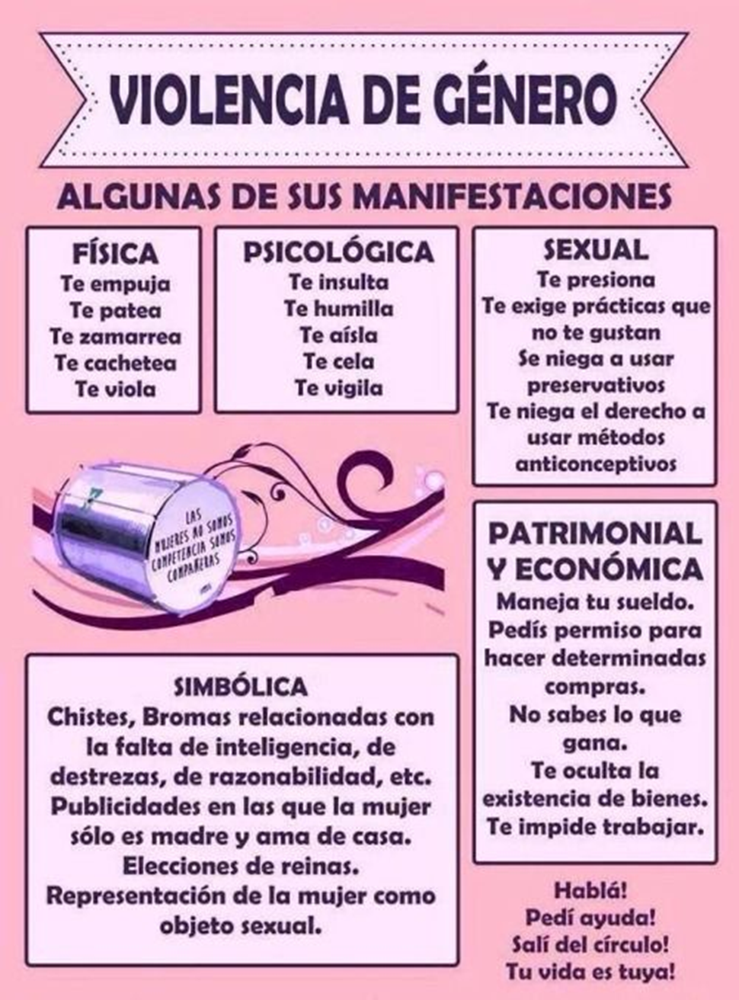 VIOLENCIA DE GÉNERO
ALGUNAS DE SUS MANIFESTACIONES
FÍSICA
Te empuja
Te patea
Te zamarrea
Te cachetea
Te viola
PSICOLÓGICA
Te insulta
Te humilla
Te aísla
Te cela
Te vigila
SEXUAL
Te presiona
Te exige prácticas que
no te gustan
Se niega a usar
preservativos
Te niega el derecho a
usar métodos
anticonceptivos
LAS
MUJERES NO SOMOS
COMPETENCIA SOMOS
COMPAÑERAS
PATRIMONIAL
Y ECONÓMICA
Maneja tu sueldo.
Pedís permiso para
hacer determinadas
compras.
No sabes lo que
gana.
Te oculta la
existencia de bienes.
Te impide trabajar.
SIMBÓLICA
Chistes, Bromas relacionadas con
la falta de inteligencia, de
destrezas, de razonabilidad, etc.
Publicidades en las que la mujer
sólo es madre y ama de casa.
Elecciones de reinas.
Representación de la mujer como
objeto sexual.
Hablá!
Pedí ayuda!
Salí del círculo!
Tu vida es tuya!